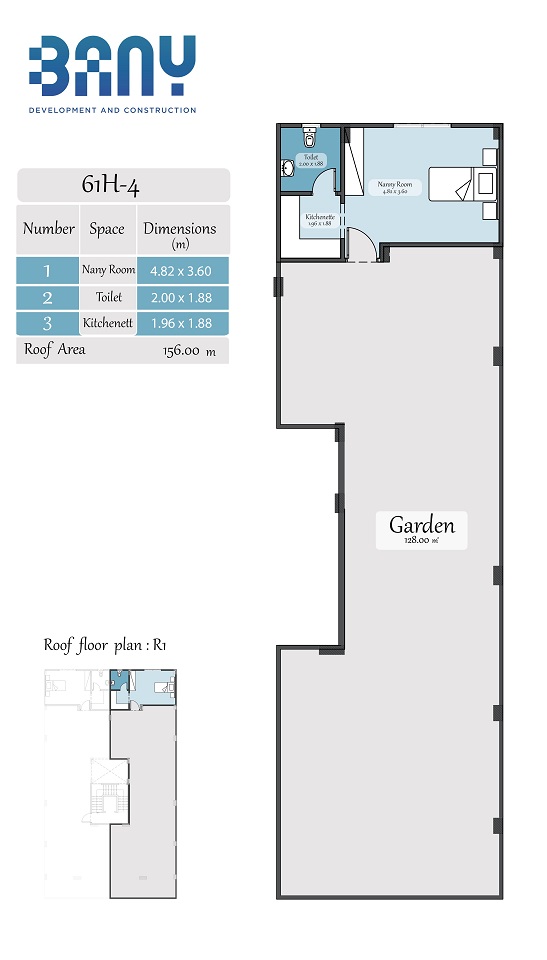 BANY
DEVELOPMENT AND CONSTRUCTION
61H-4
Number Space Dimensions (m)
1 Nany Room 4.82 x 3.60
2 Toilet 2.00 x 1.88
3 Kitchenett 1.96 x 1.88
Roof Area 156.00 m
Toilet
2.00 x 1.88
Nanny Room
4.82 x 3.60
Kitchenette
1.96 x 1.88
Garden
128.00 m²
Roof floor plan : R1